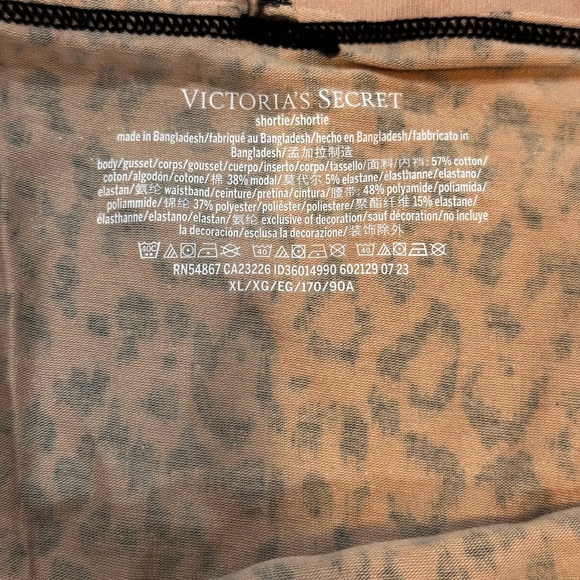 VICTORIA'S SECRET
shortie/shortie
made in Bangladesh/fabriqué au Bangladesh/hecho en Bangladesh/fabbricato in
Bangladesh/孟加拉制造
body/gusset/corps/gousset/cuerpo/inserto/corpo/tassello/面料/内裆: 57% cotton/
coton/algodón/cotone/棉 38% modal/莫代尔 5% elastane/élasthanne/elastano/
elastan/氨纶 waistband/ceinture/pretina/cintura/腰带: 48% polyamide/poliamida/
poliammide/锦纶 37% polyester/poliéster/poliestere/聚酯纤维 15% elastane/
élasthanne/elastano/elastan/氨纶 exclusive of decoration/sauf décoration/no incluye
la decoración/esclusa la decorazione/装饰除外
40 40
RN54867 CA23226 ID36014990 602129 07 23
XL/XG/EG/170/90A